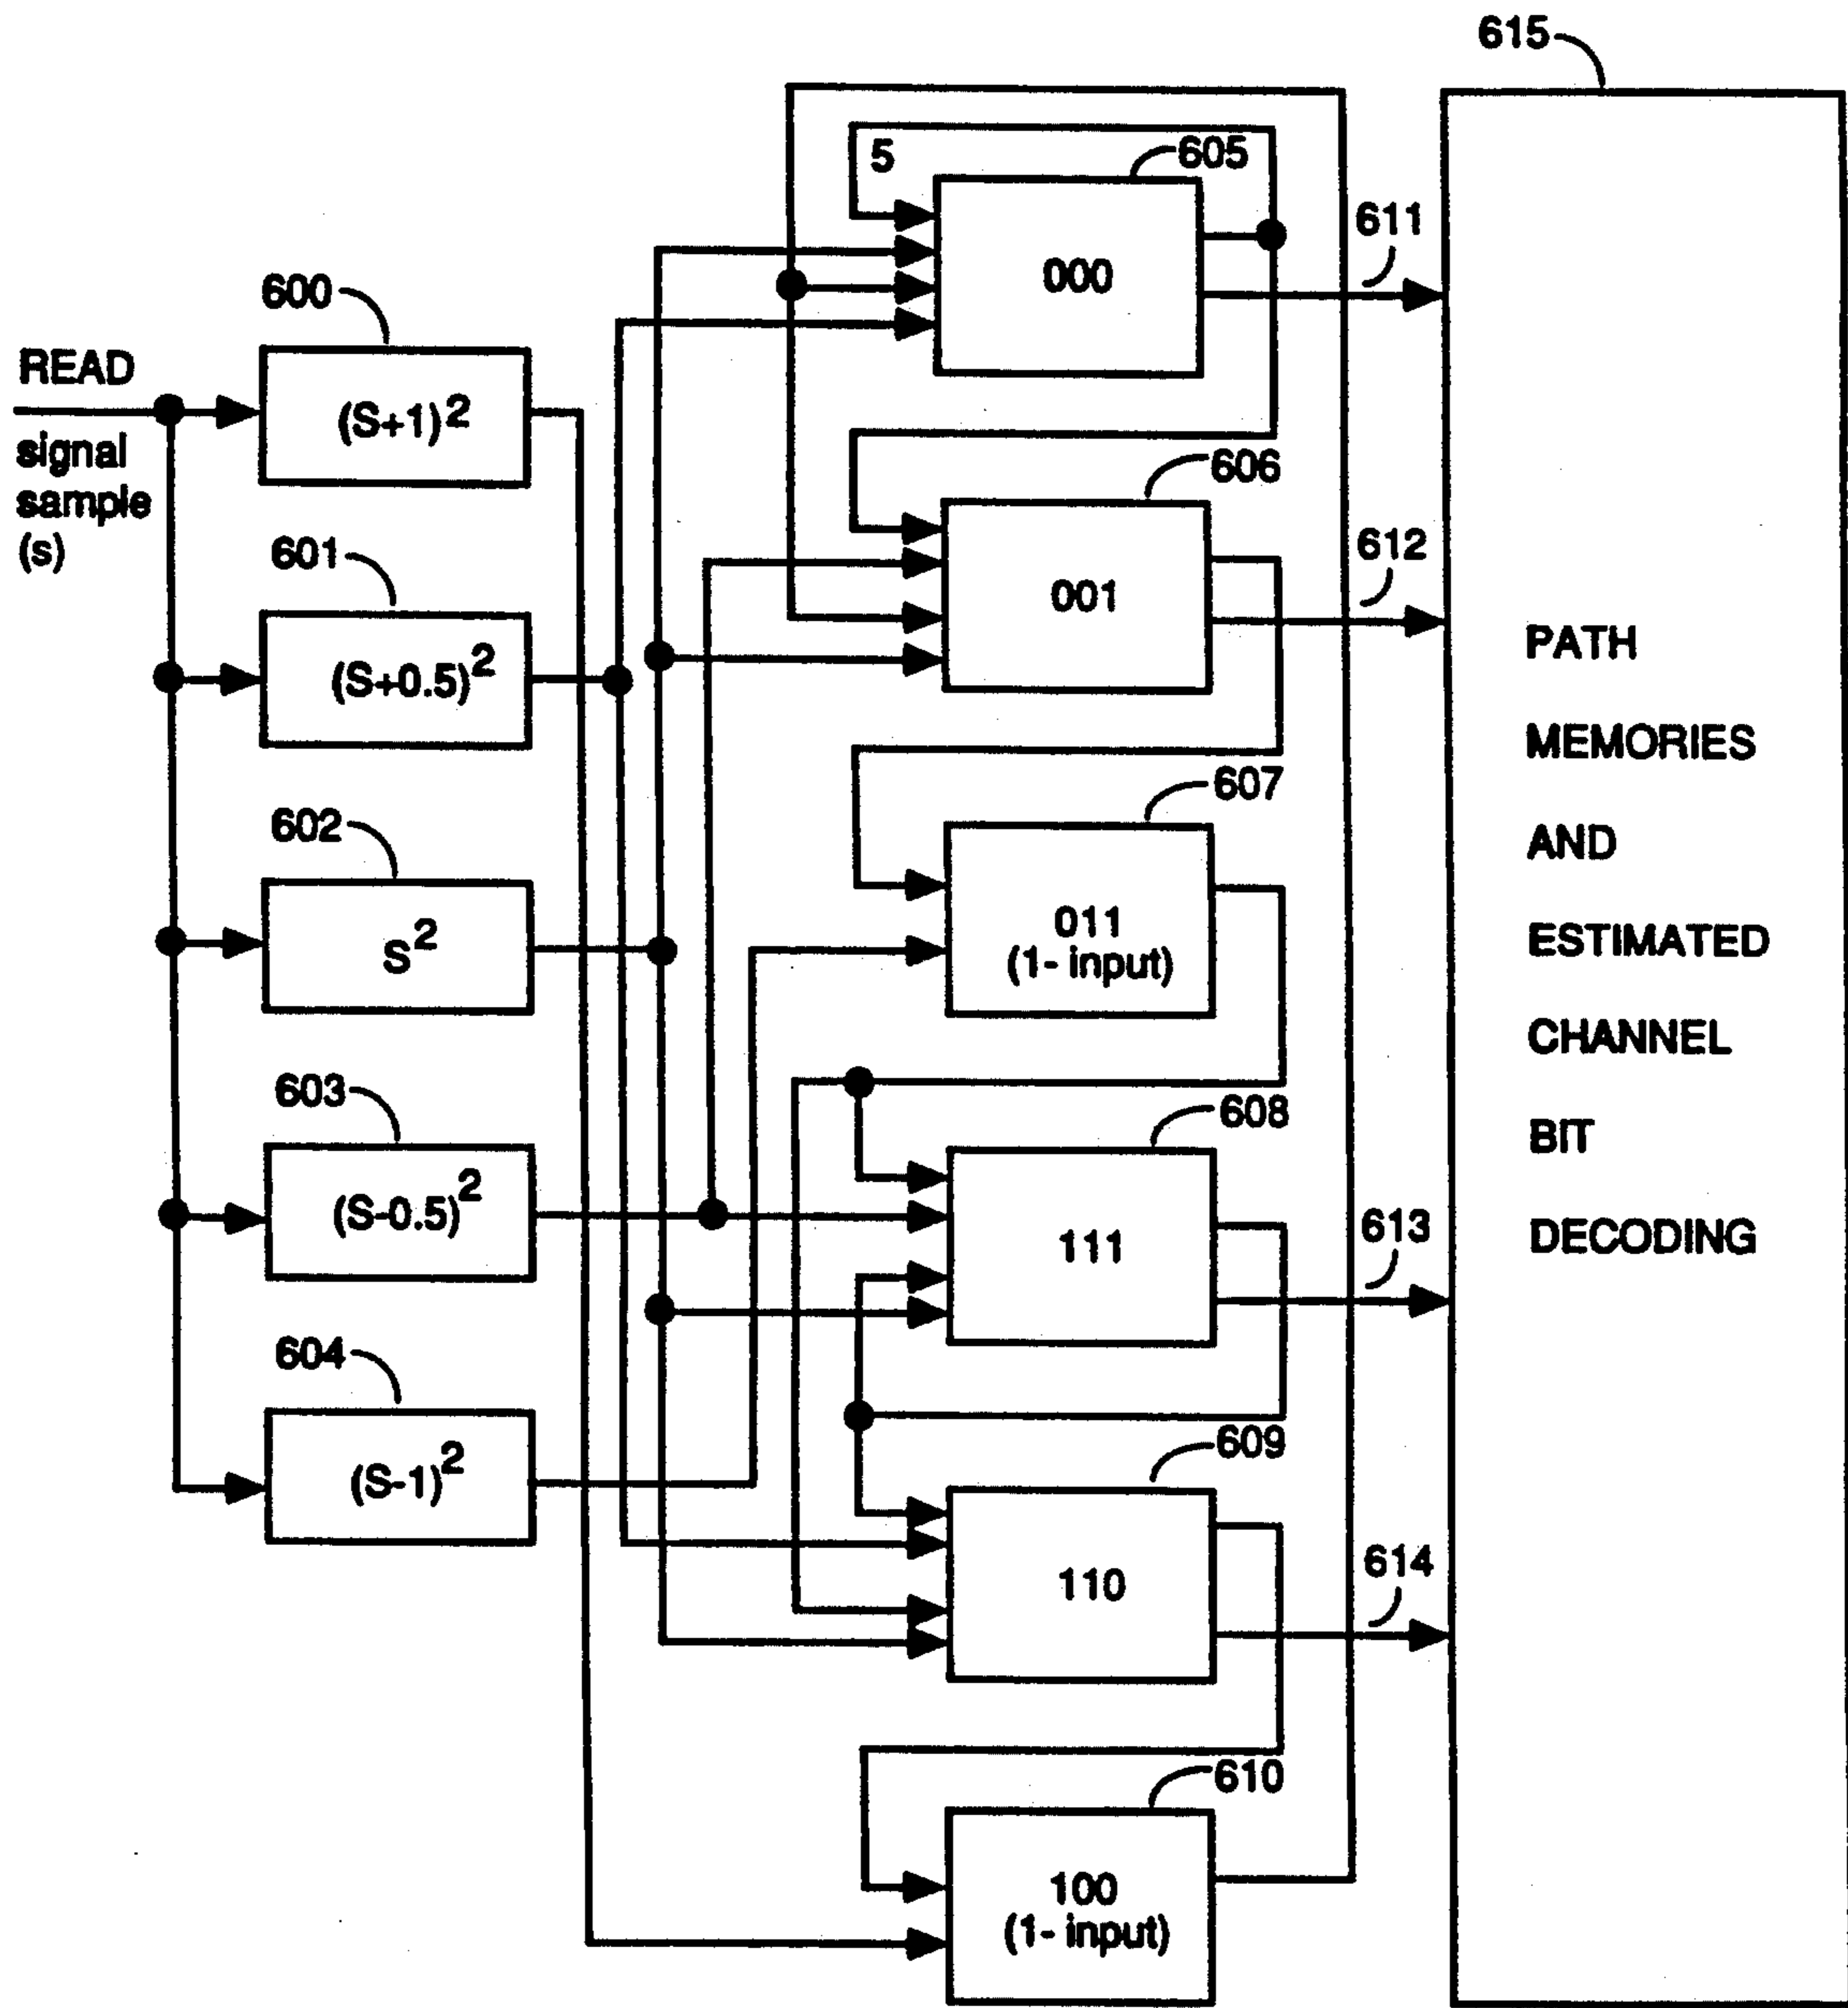 615
5
605
611
000
600
READ
(S+1)2
signal
sample
(s)
606
612
601
001
(S+0.5)2
PATH
MEMORIES
AND
ESTIMATED
CHANNEL
BIT
DECODING
607
602
011
(1- input)
S2
603
608
(S-0.5)2
111
613
604
609
(S-1)2
110
614
610
100
(1- input)